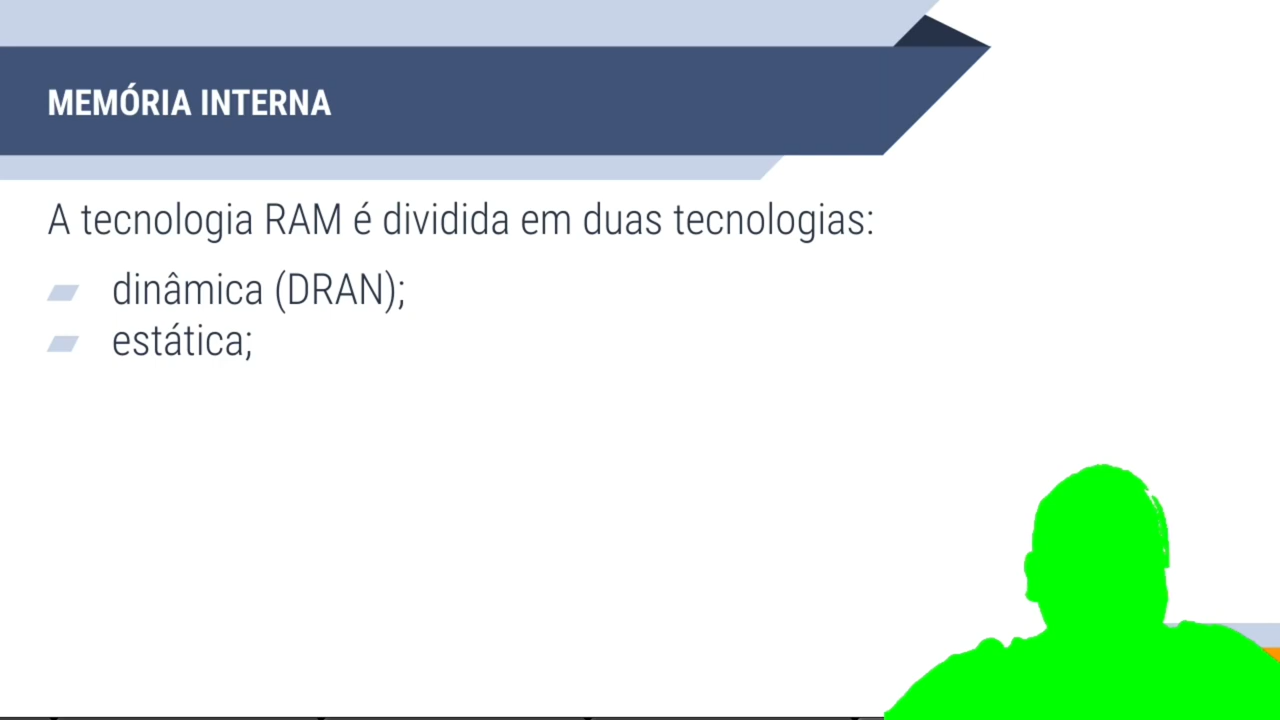 MEMÓRIA INTERNA
A tecnologia RAM é dividida em duas tecnologias:
dinâmica (DRAN);
estática;